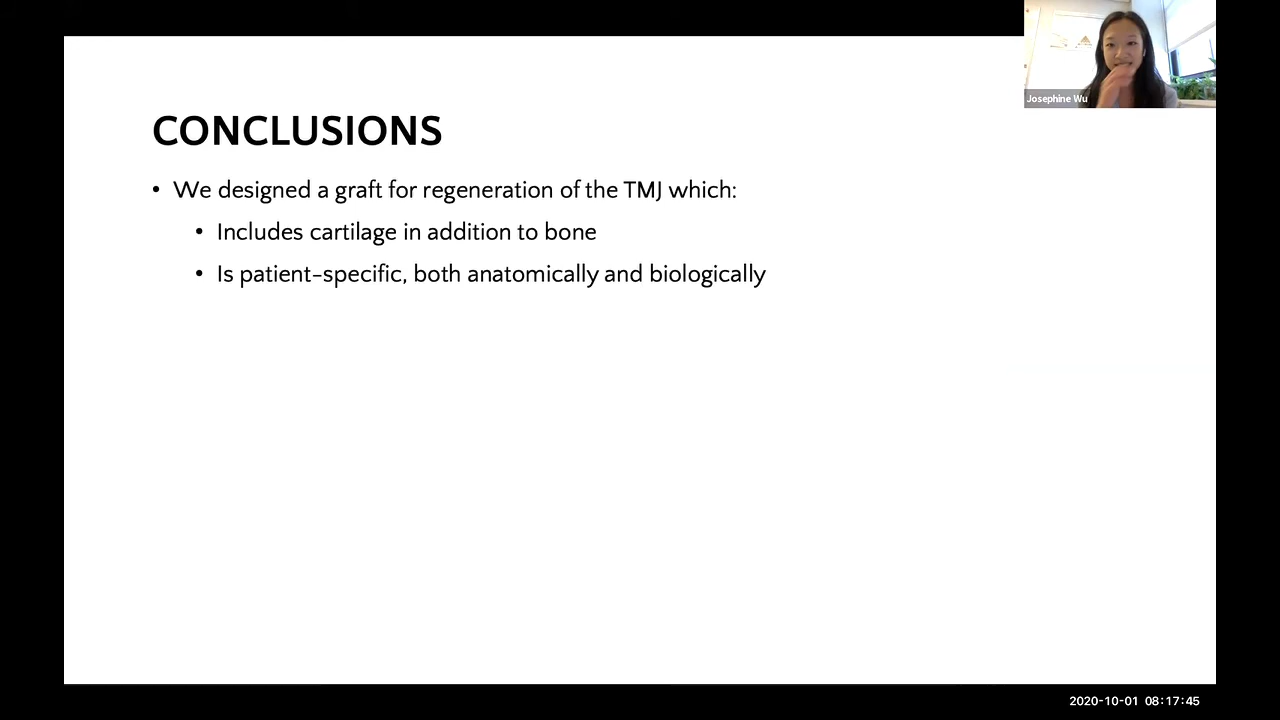 Josephine Wu
CONCLUSIONS
• We designed a graft for regeneration of the TMJ which:
• Includes cartilage in addition to bone
• Is patient-specific, both anatomically and biologically
2020-10-01 08:17:45